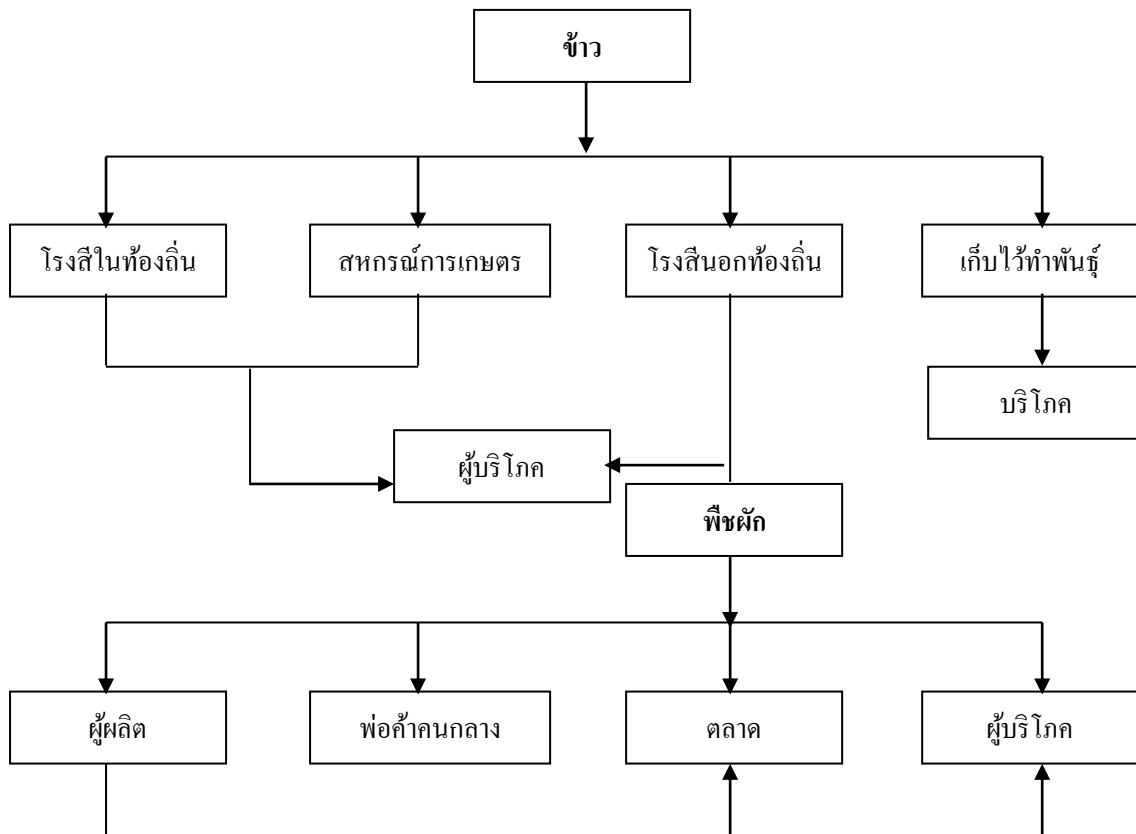 ข้าว
โรงสีในท้องถิ่น
สหกรณ์การเกษตร
โรงสีนอกท้องถิ่น
เก็บไว้ทำพันธุ์
บริโภค
ผู้บริโภค
พืชผัก
ผู้ผลิต
พ่อค้าคนกลาง
ตลาด
ผู้บริโภค